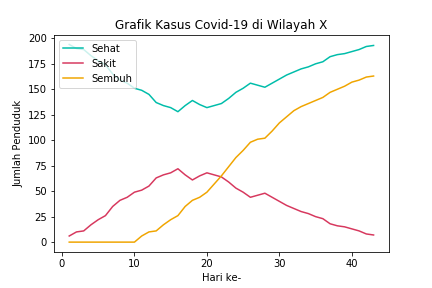 Grafik Kasus Covid-19 di Wilayah X
Sehat
Sakit
Sembuh
200
175
150
125
100
75
50
25
0
Jumlah Penduduk
0
10
20
30
40
Hari ke-